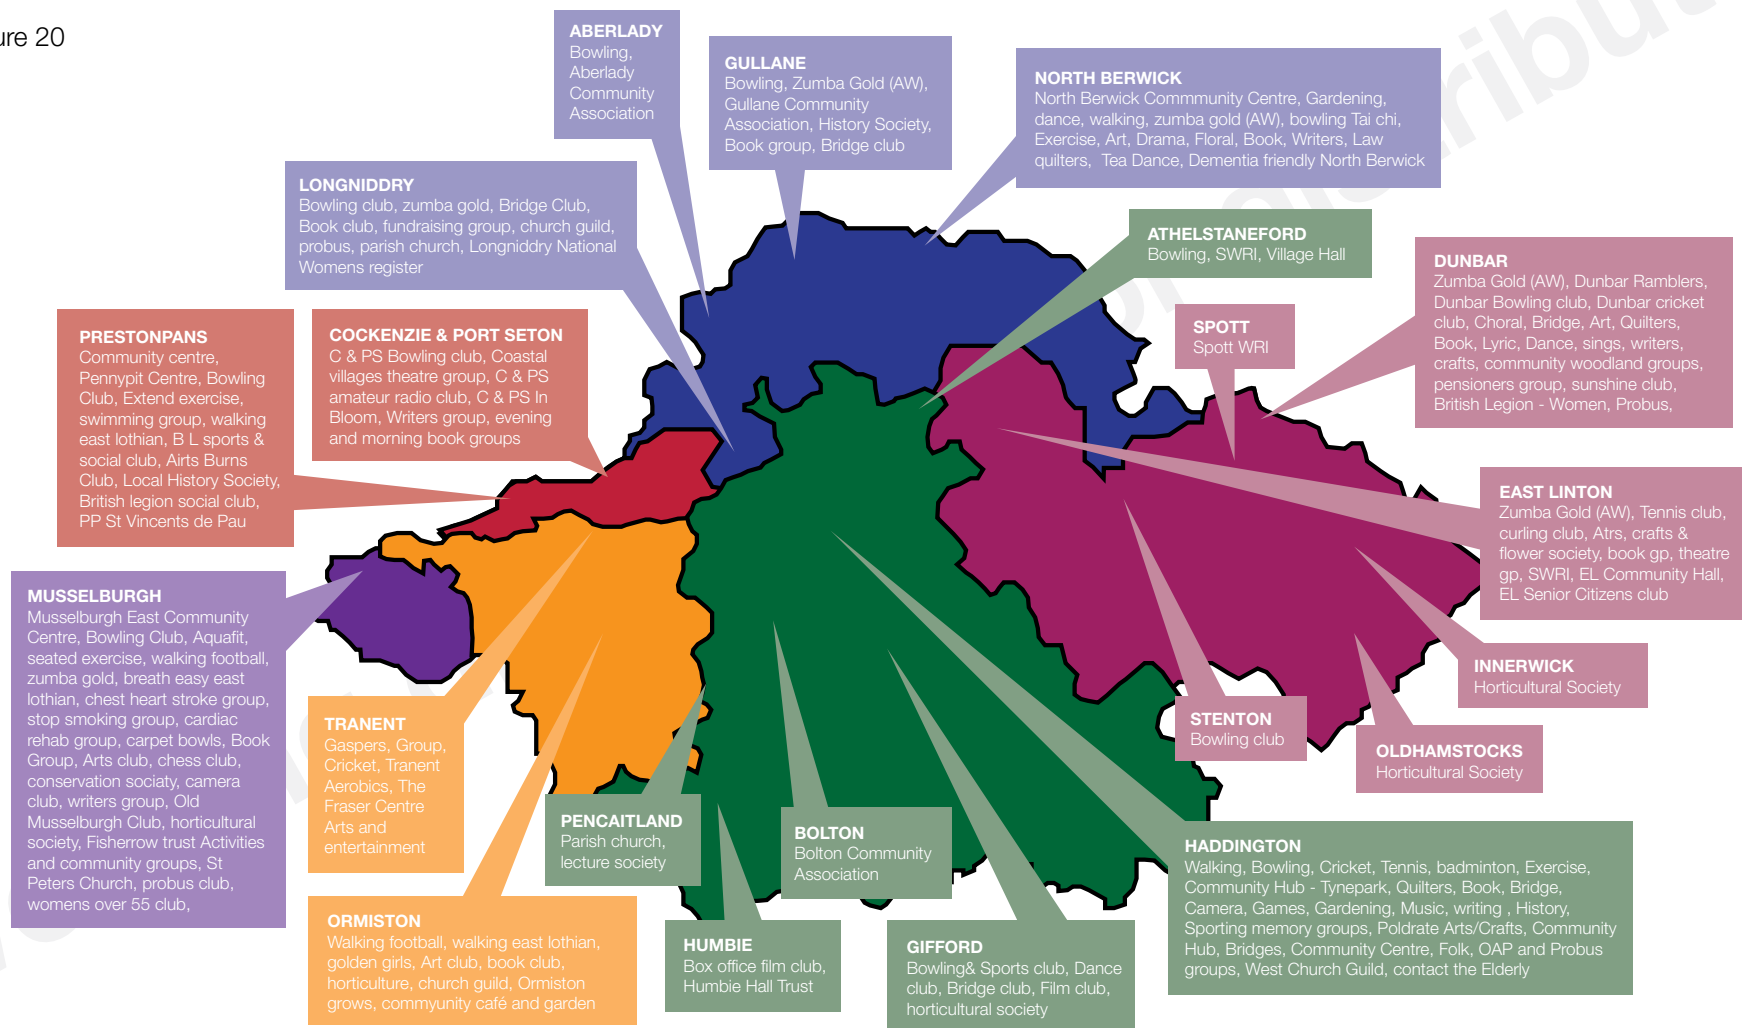 ure 20
ABERLADY
Bowling,
Aberlady
Community
Association
GULLANE
Bowling, Zumba Gold (AW),
Gullane Community
Association, History Society,
Book group, Bridge club
NORTH BERWICK
North Berwick Commmunity Centre, Gardening,
dance, walking, zumba gold (AW), bowling Tai chi,
Exercise, Art, Drama, Floral, Book, Writers, Law
quilters, Tea Dance, Dementia friendly North Berwick
LONGNIDDRY
Bowling club, zumba gold, Bridge Club,
Book club, fundraising group, church guild,
probus, parish church, Longniddry National
Womens register
ATHELSTANEFORD
Bowling, SWRI, Village Hall
DUNBAR
Zumba Gold (AW), Dunbar Ramblers,
Dunbar Bowling club, Dunbar cricket
club, Choral, Bridge, Art, Quilters,
Book, Lyric, Dance, sings, writers,
crafts, community woodland groups,
pensioners group, sunshine club,
British Legion - Women, Probus,
SPOTT
Spott WRI
PRESTONPANS
Community centre,
Pennypit Centre, Bowling
Club, Extend exercise,
swimming group, walking
east lothian, B L sports &
social club, Airts Burns
Club, Local History Society,
British legion social club,
PP St Vincents de Pau
COCKENZIE & PORT SETON
C & PS Bowling club, Coastal
villages theatre group, C & PS
amateur radio club, C & PS In
Bloom, Writers group, evening
and morning book groups
EAST LINTON
Zumba Gold (AW), Tennis club,
curling club, Atrs, crafts &
flower society, book gp, theatre
gp, SWRI, EL Community Hall,
EL Senior Citizens club
MUSSELBURGH
Musselburgh East Community
Centre, Bowling Club, Aquafit,
seated exercise, walking football,
zumba gold, breath easy east
lothian, chest heart stroke group,
stop smoking group, cardiac
rehab group, carpet bowls, Book
Group, Arts club, chess club,
conservation sociaty, camera
club, writers group, Old
Musselburgh Club, horticultural
society, Fisherrow trust Activities
and community groups, St
Peters Church, probus club,
womens over 55 club,
INNERWICK
Horticultural Society
STENTON
Bowling club
OLDHAMSTOCKS
Horticultural Society
TRANENT
Gaspers, Group,
Cricket, Tranent
Aerobics, The
Fraser Centre
Arts and
entertainment
PENCAITLAND
Parish church,
lecture society
BOLTON
Bolton Community
Association
HADDINGTON
Walking, Bowling, Cricket, Tennis, badminton, Exercise,
Community Hub - Tynepark, Quilters, Book, Bridge,
Camera, Games, Gardening, Music, writing , History,
Sporting memory groups, Poldrate Arts/Crafts, Community
Hub, Bridges, Community Centre, Folk, OAP and Probus
groups, West Church Guild, contact the Elderly
ORMISTON
Walking football, walking east lothian,
golden girls, Art club, book club,
horticulture, church guild, Ormiston
grows, commyunity café and garden
HUMBIE
Box office film club,
Humbie Hall Trust
GIFFORD
Bowling& Sports club, Dance
club, Bridge club, Film club,
horticultural society